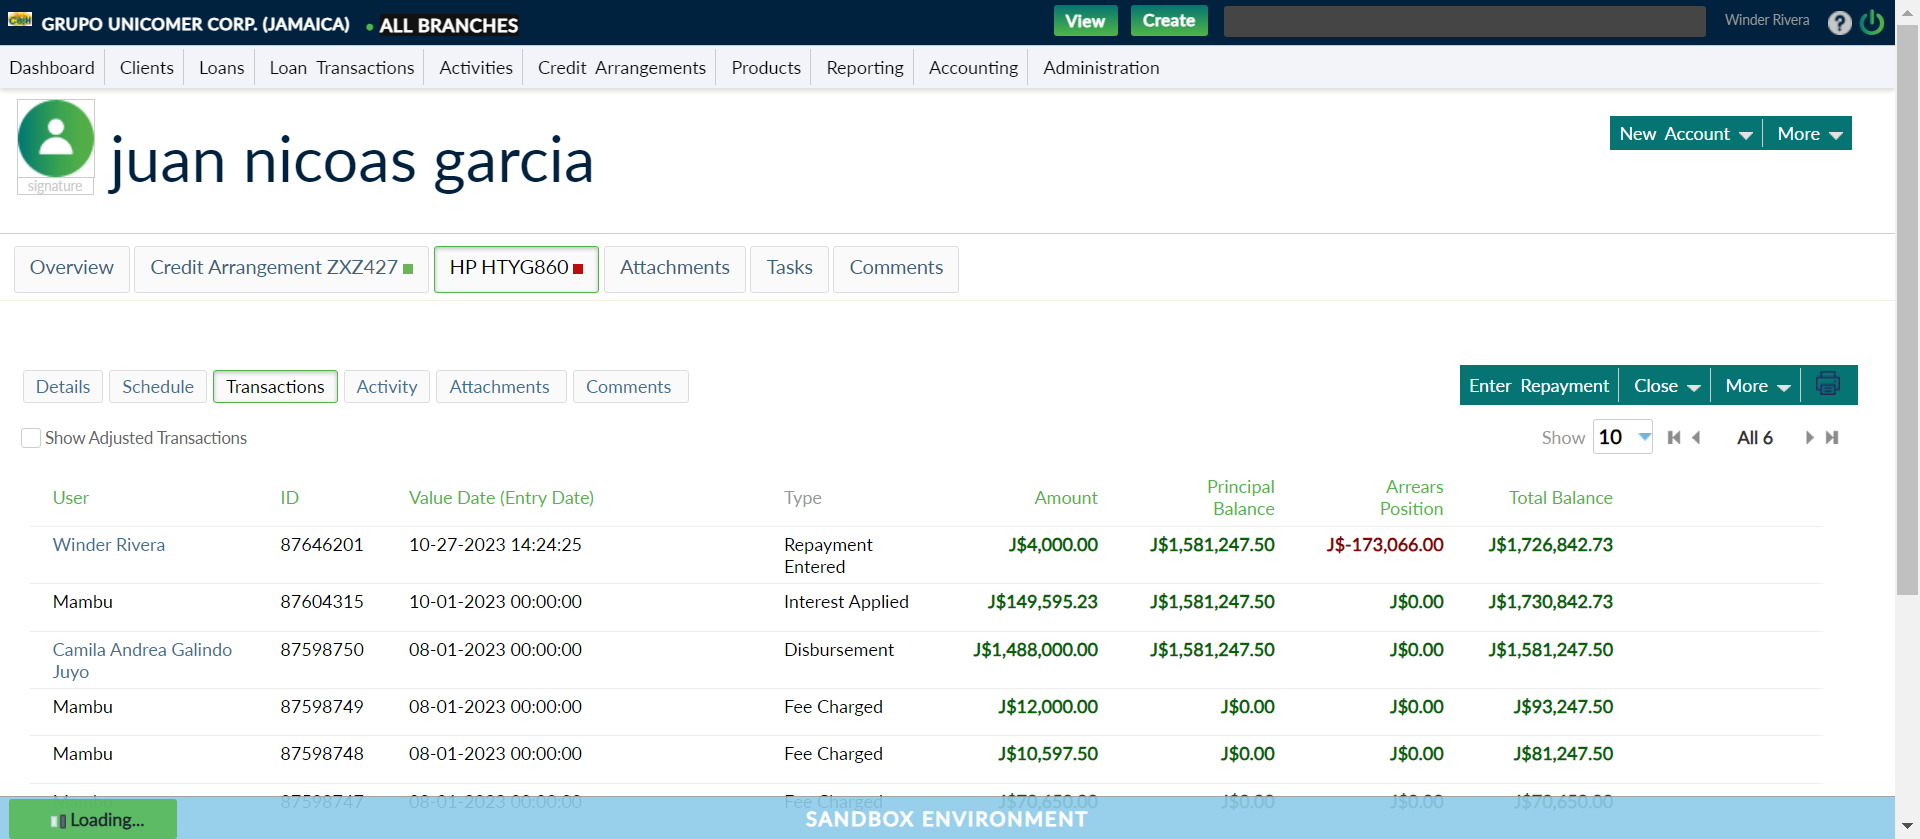 GRUPO UNICOMER CORP. (JAMAICA) ALL BRANCHES View Create Winder Rivera ?
Dashboard Clients Loans Loan Transactions Activities Credit Arrangements Products Reporting Accounting Administration
signature
juan nicoas garcia
New Account More
Overview Credit Arrangement ZXZ427 HP HTYG860 Attachments Tasks Comments
Details Schedule Transactions Activity Attachments Comments Enter Repayment Close More
Show Adjusted Transactions Show 10 All 6
User ID Value Date (Entry Date) Type Amount Principal Balance Arrears Position Total Balance
Winder Rivera 87646201 10-27-2023 14:24:25 Repayment Entered J$4,000.00 J$1,581,247.50 J$-173,066.00 J$1,726,842.73
Mambu 87604315 10-01-2023 00:00:00 Interest Applied J$149,595.23 J$1,581,247.50 J$0.00 J$1,730,842.73
Camila Andrea Galindo Juyo 87598750 08-01-2023 00:00:00 Disbursement J$1,488,000.00 J$1,581,247.50 J$0.00 J$1,581,247.50
Mambu 87598749 08-01-2023 00:00:00 Fee Charged J$12,000.00 J$0.00 J$0.00 J$93,247.50
Mambu 87598748 08-01-2023 00:00:00 Fee Charged J$10,597.50 J$0.00 J$0.00 J$81,247.50
Mambu 87598747 08-01-2023 00:00:00 Fee Charged J$70,650.00 J$0.00 J$0.00 J$70,650.00
Loading... SANDBOX ENVIRONMENT